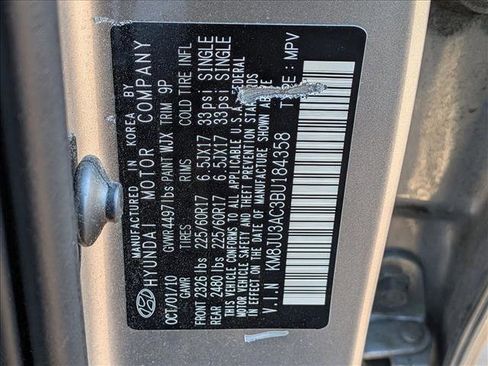 MANUFACTURED IN KOREA BY
HYUNDAI MOTOR COMPANY
OCT/01/10 GVWR 4497 lbs PAINT WJX TRIM 9P
GAWR TIRES RIMS COLD TIRE INFL
FRONT 2326 lbs 225/60R17 6.5JX17 33psi SINGLE
REAR 2480 lbs 225/60R17 6.5JX17 33psi SINGLE
THIS VEHICLE CONFORMS TO ALL APPLICABLE U.S.A. FEDERAL
MOTOR VEHICLE SAFETY AND THEFT PREVENTION STANDARDS
IN EFFECT ON THE DATE OF MANUFACTURE SHOWN ABOVE.
V.I.N KM8JU3AC3BU184358 TYPE : MPV